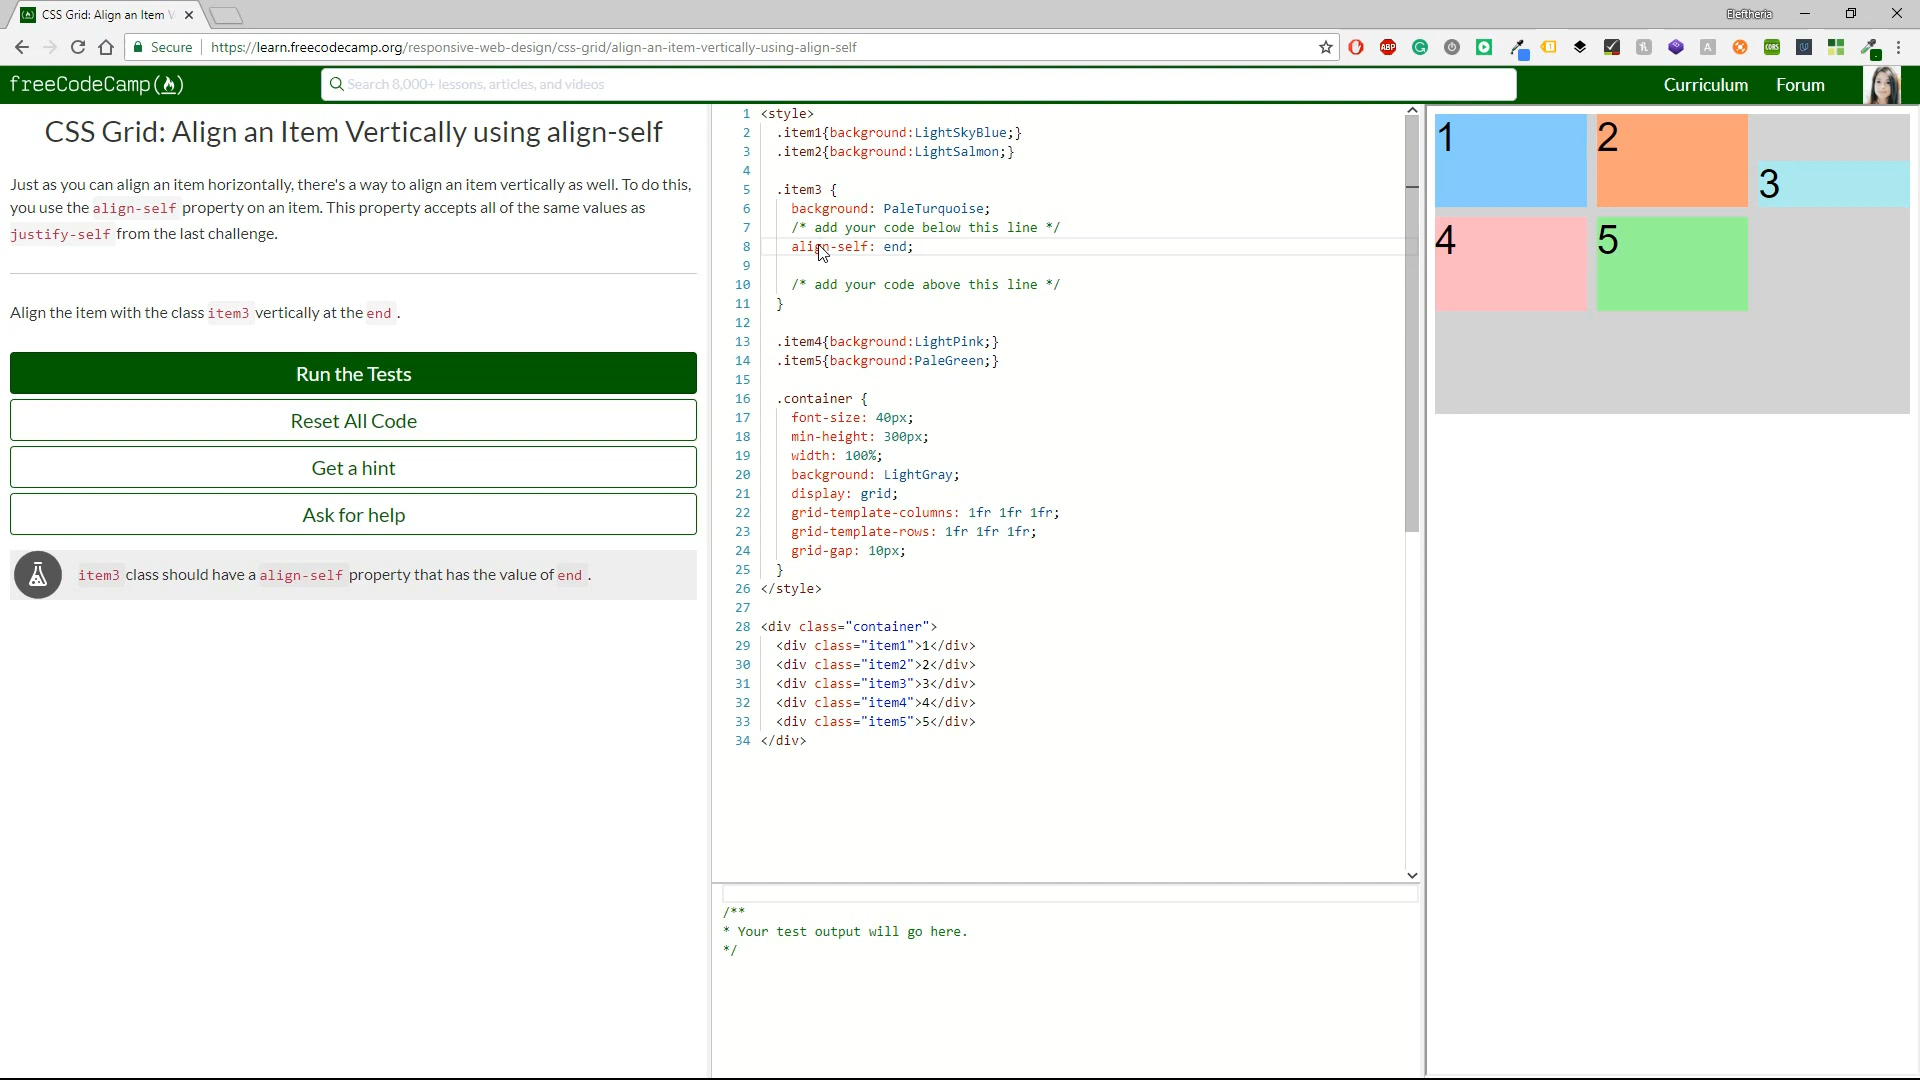 CSS Grid: Align an Item V
Eleftheria
Secure
https://learn.freecodecamp.org/responsive-web-design/css-grid/align-an-item-vertically-using-align-self
freeCodeCamp(🔥)
Search 8,000+ lessons, articles, and videos
Curriculum
Forum
CSS Grid: Align an Item Vertically using align-self
Just as you can align an item horizontally, there's a way to align an item vertically as well. To do this,
you use the align-self property on an item. This property accepts all of the same values as
justify-self from the last challenge.
Align the item with the class item3 vertically at the end .
Run the Tests
Reset All Code
Get a hint
Ask for help
item3 class should have a align-self property that has the value of end .
1 <style>
2 .item1{background:LightSkyBlue;}
3 .item2{background:LightSalmon;}
4
5 .item3 {
6 background: PaleTurquoise;
7 /* add your code below this line */
8 align-self: end;
9
10 /* add your code above this line */
11 }
12
13 .item4{background:LightPink;}
14 .item5{background:PaleGreen;}
15
16 .container {
17 font-size: 40px;
18 min-height: 300px;
19 width: 100%;
20 background: LightGray;
21 display: grid;
22 grid-template-columns: 1fr 1fr 1fr;
23 grid-template-rows: 1fr 1fr 1fr;
24 grid-gap: 10px;
25 }
26 </style>
27
28 <div class="container">
29 <div class="item1">1</div>
30 <div class="item2">2</div>
31 <div class="item3">3</div>
32 <div class="item4">4</div>
33 <div class="item5">5</div>
34 </div>
/**
* Your test output will go here.
*/
1
2
3
4
5